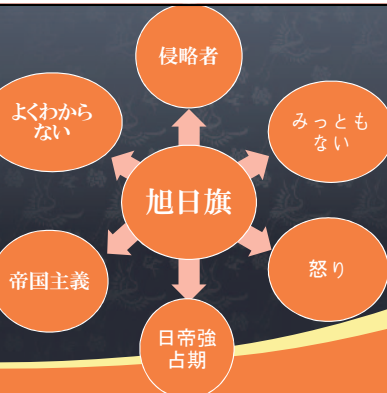 侵略者
よくわから
ない
みっとも
ない
旭日旗
帝国主義
怒り
日帝強
占期